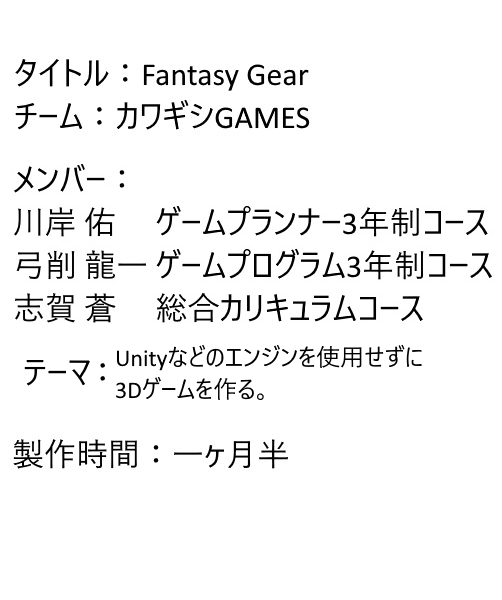 タイトル：Fantasy Gear
チーム：カワギシGAMES
メンバー：
川岸 佑　ゲームプランナー3年制コース
弓削 龍一 ゲームプログラム3年制コース
志賀 蒼　総合カリキュラムコース
テーマ：Unityなどのエンジンを使用せずに
3Dゲームを作る。
製作時間：一ヶ月半